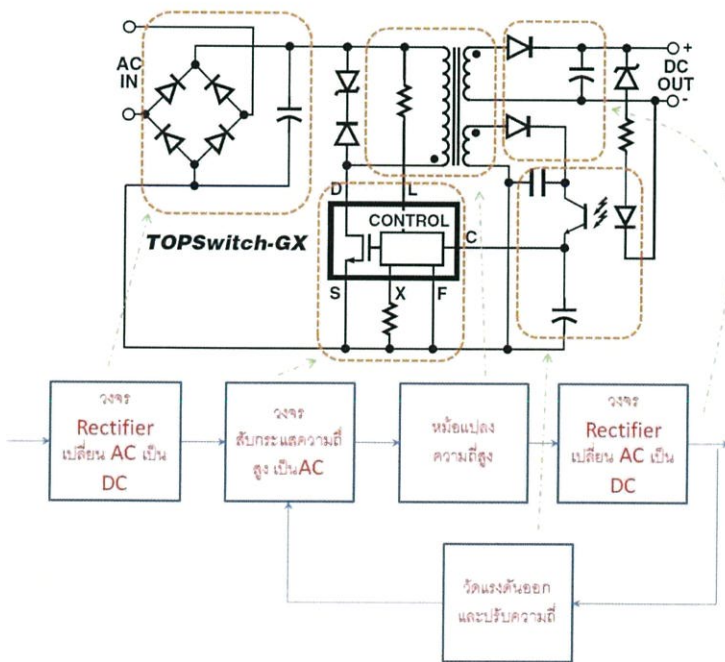 AC
IN
+
DC
OUT
-
D
L
CONTROL
C
TOPSwitch-GX
S
X
F
วงจร
Rectifier
เปลี่ยน AC เป็น
DC
วงจร
สับกระแสความถี่
สูง เป็น AC
หม้อแปลง
ความถี่สูง
วงจร
Rectifier
เปลี่ยน AC เป็น
DC
วัดแรงดันออก
และปรับความถี่